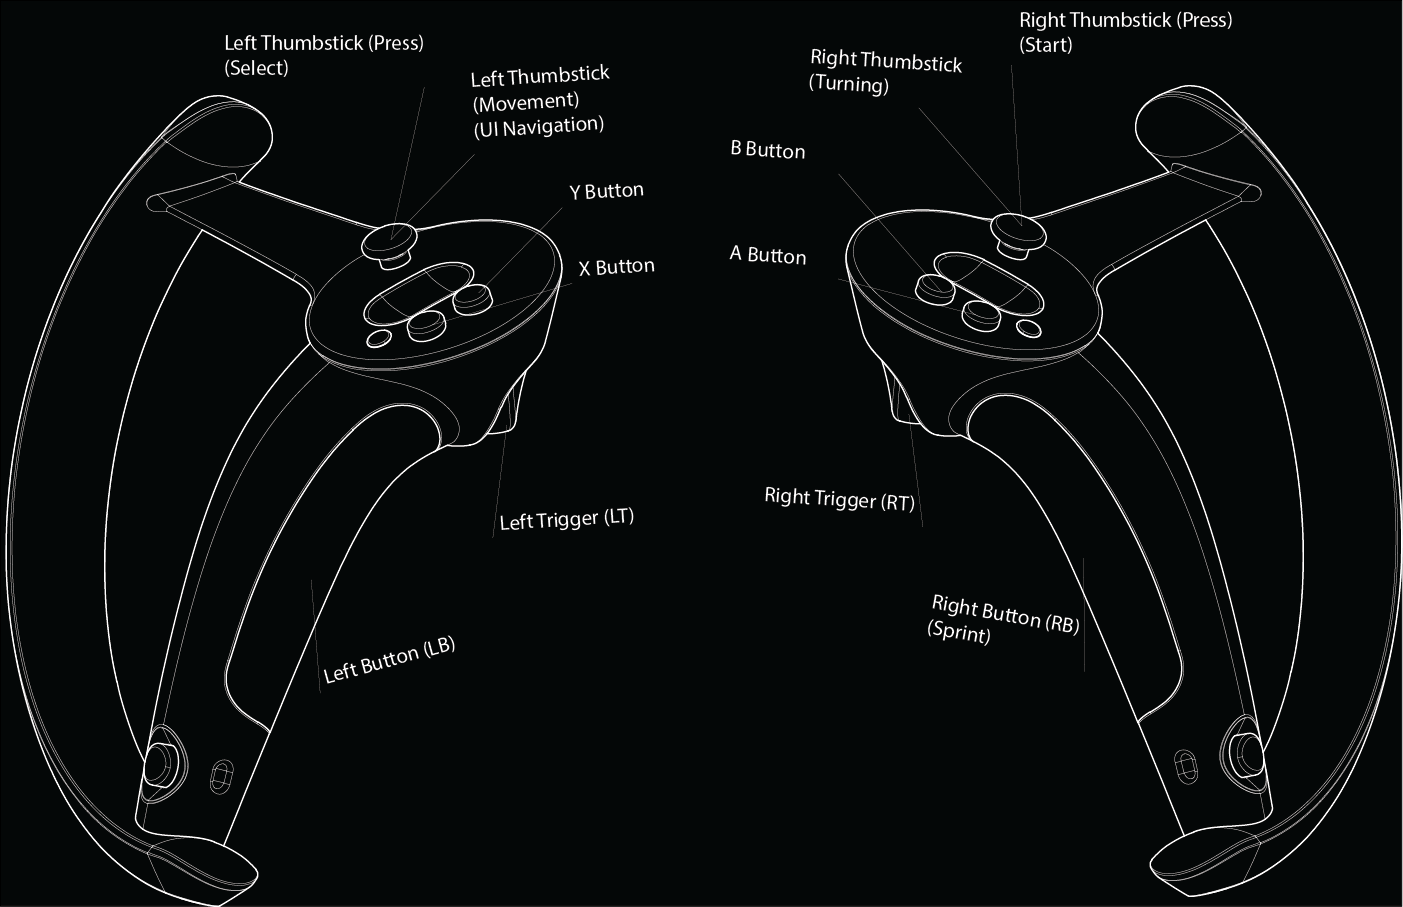 Left Thumbstick (Press)
(Select)
Left Thumbstick
(Movement)
(UI Navigation)
Y Button
X Button
Left Trigger (LT)
Left Button (LB)
Right Thumbstick (Press)
(Start)
Right Thumbstick
(Turning)
B Button
A Button
Right Trigger (RT)
Right Button (RB)
(Sprint)